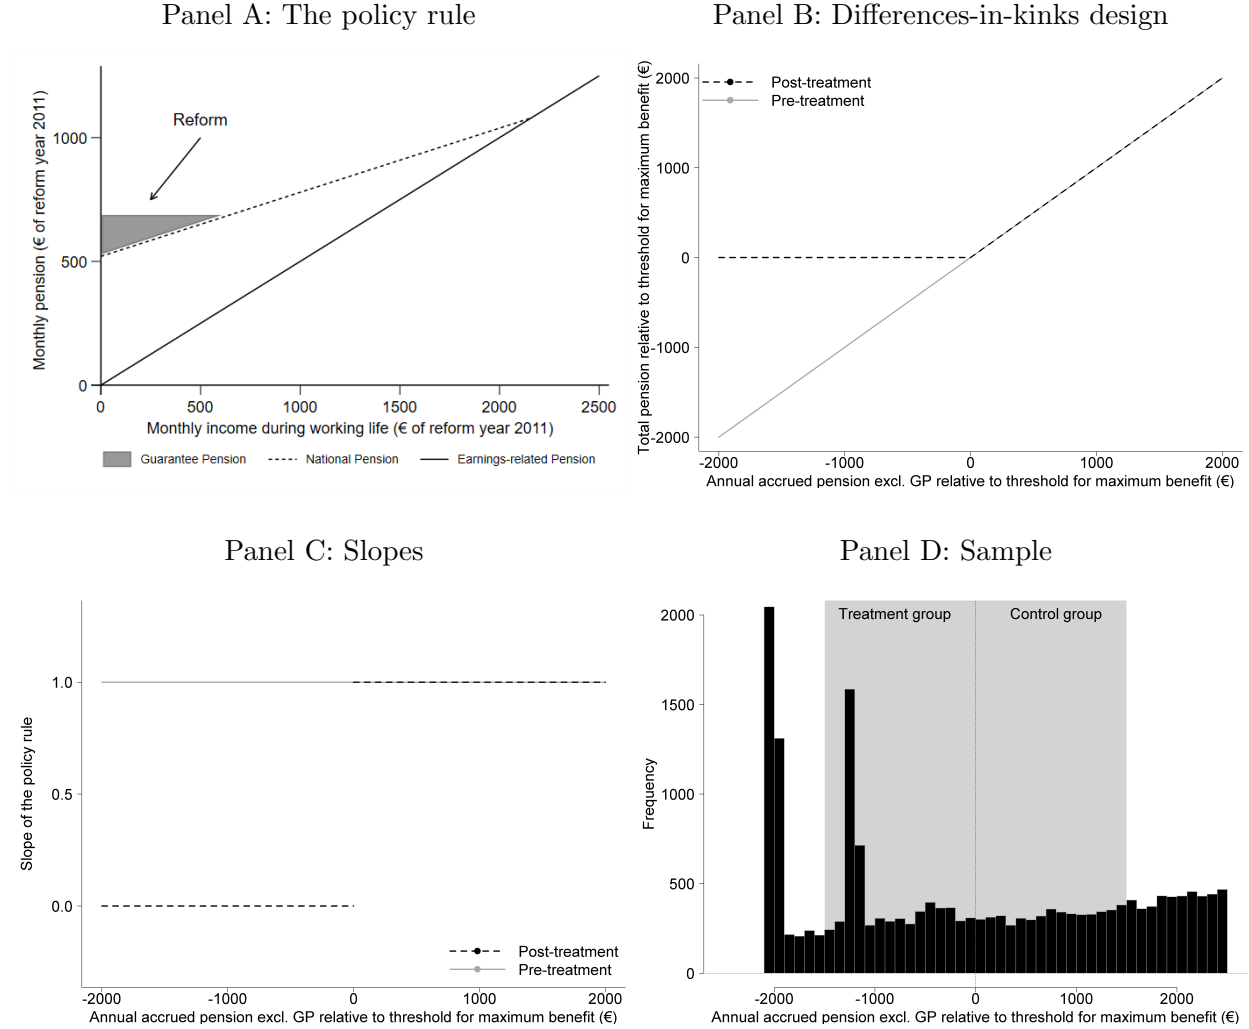 Panel A: The policy rule
Monthly pension (€ of reform year 2011)
1000
500
0
Reform
0 500 1000 1500 2000 2500
Monthly income during working life (€ of reform year 2011)
Guarantee Pension National Pension Earnings-related Pension
Panel B: Differences-in-kinks design
Total pension relative to threshold for maximum benefit (€)
2000
1000
0
-1000
-2000
Post-treatment
Pre-treatment
-2000 -1000 0 1000 2000
Annual accrued pension excl. GP relative to threshold for maximum benefit (€)
Panel C: Slopes
Slope of the policy rule
1.0
0.5
0.0
Post-treatment
Pre-treatment
-2000 -1000 0 1000 2000
Annual accrued pension excl. GP relative to threshold for maximum benefit (€)
Panel D: Sample
Frequency
2000
1500
1000
500
0
Treatment group Control group
-2000 -1000 0 1000 2000
Annual accrued pension excl. GP relative to threshold for maximum benefit (€)